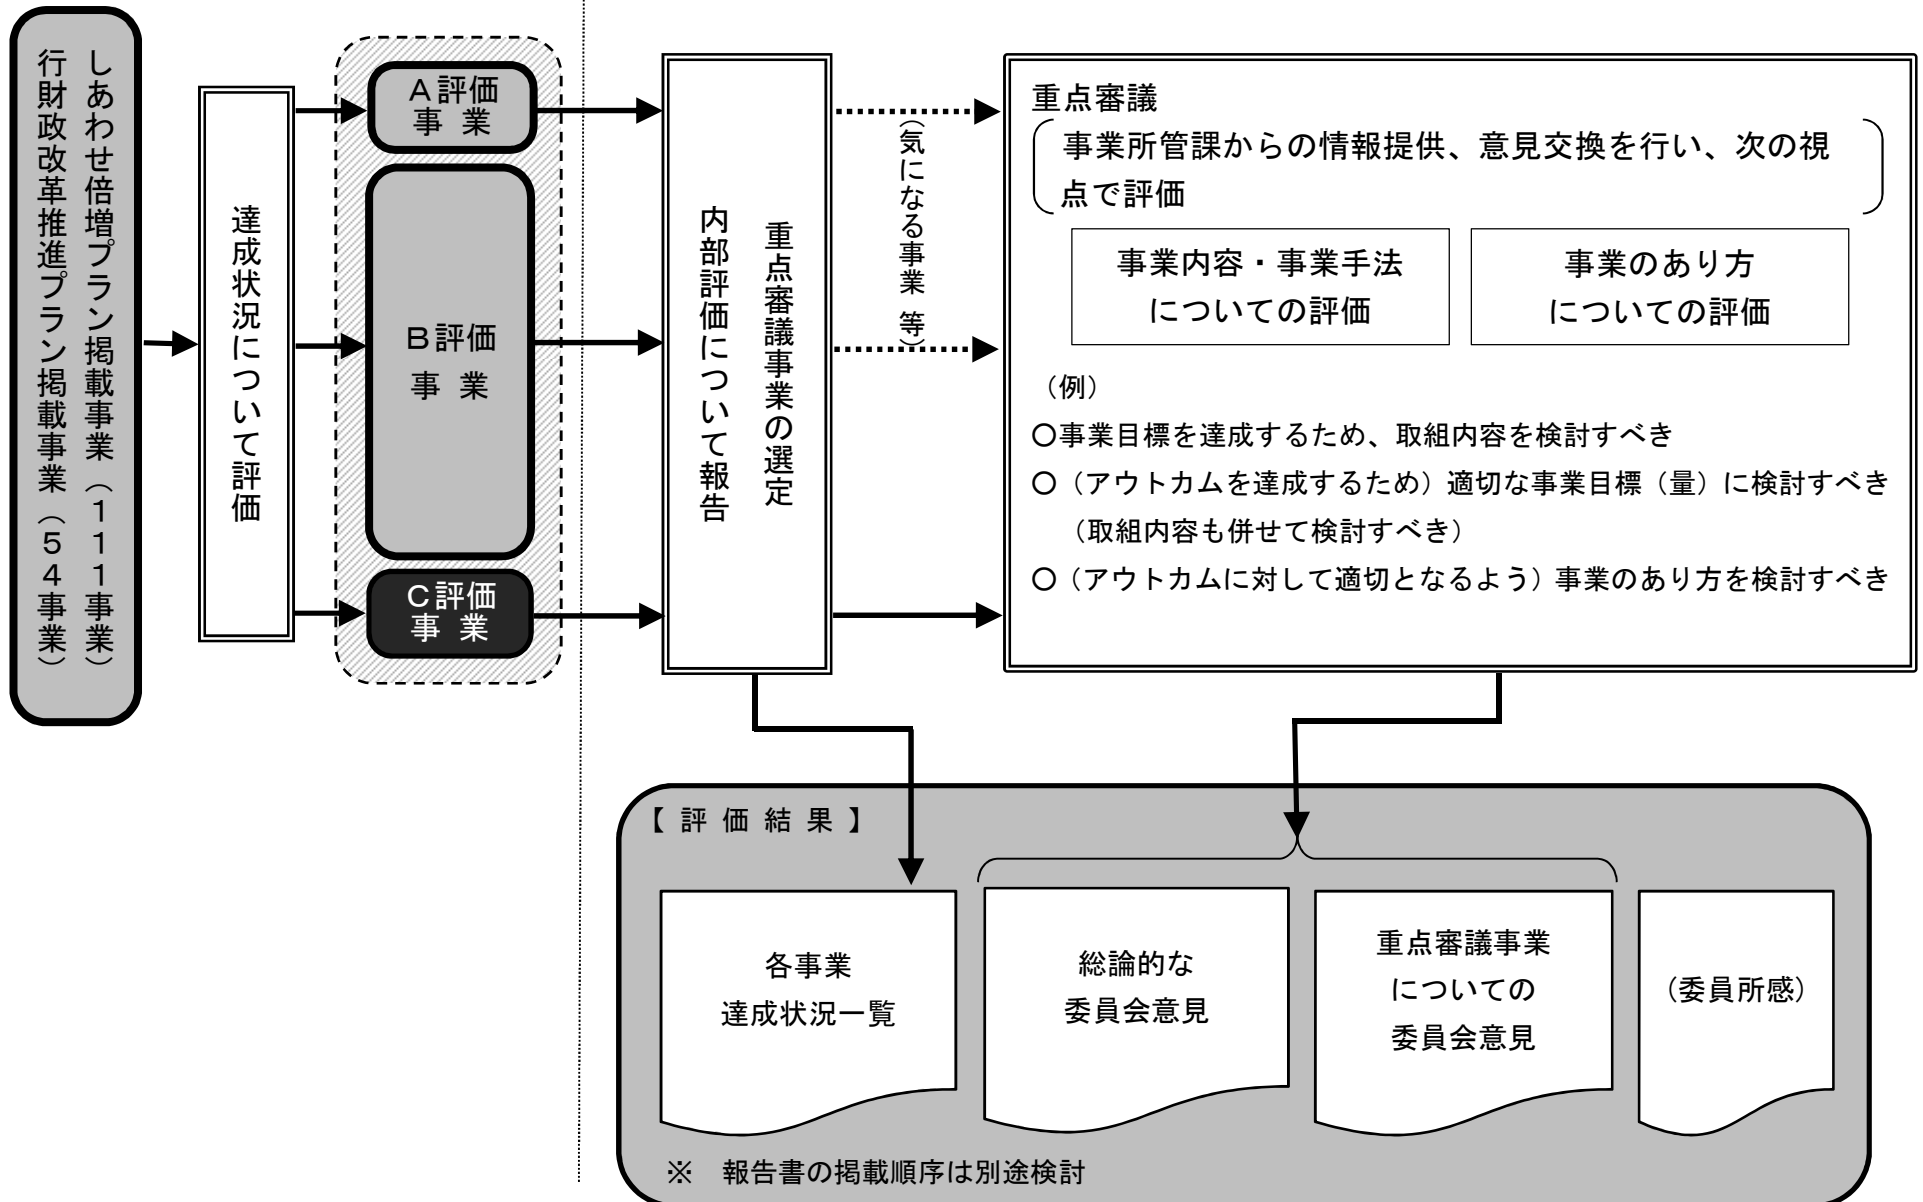 しあわせ倍増プラン掲載事業（１１１事業）
行財政改革推進プラン掲載事業（５４事業）
達成状況について評価
Ａ評価
事 業
Ｂ評価
事 業
Ｃ評価
事 業
重点審議事業の選定
内部評価について報告
（気になる事業 等）
重点審議
事業所管課からの情報提供、意見交換を行い、次の視
点で評価
事業内容・事業手法
についての評価
事業のあり方
についての評価
（例）
○事業目標を達成するため、取組内容を検討すべき
○（アウトカムを達成するため）適切な事業目標（量）に検討すべき
（取組内容も併せて検討すべき）
○（アウトカムに対して適切となるよう）事業のあり方を検討すべき
【 評 価 結 果 】
各事業
達成状況一覧
総論的な
委員会意見
重点審議事業
についての
委員会意見
（委員所感）
※　報告書の掲載順序は別途検討